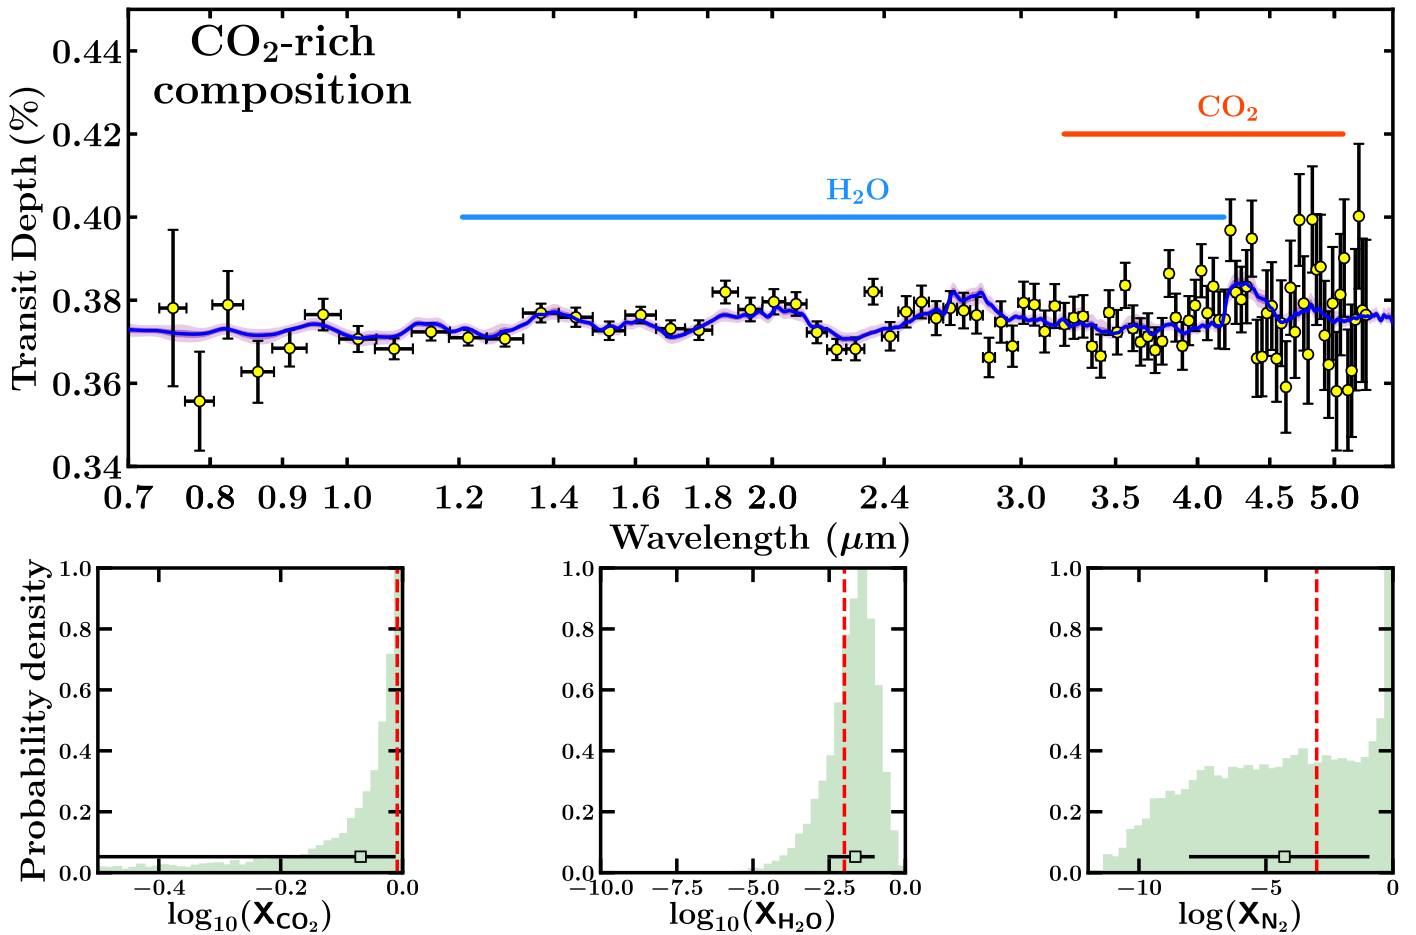 CO₂-rich
composition
Transit Depth (%)
0.44
0.42
0.40
0.38
0.36
0.34
CO₂
H₂O
0.7 0.8 0.9 1.0 1.2 1.4 1.6 1.8 2.0 2.4 3.0 3.5 4.0 4.5 5.0
Wavelength (μm)
Probability density
1.0
0.8
0.6
0.4
0.2
0.0
−0.4 −0.2 0.0
log₁₀(X_CO₂)
1.0
0.8
0.6
0.4
0.2
0.0
−10.0 −7.5 −5.0 −2.5 0.0
log₁₀(X_H₂O)
1.0
0.8
0.6
0.4
0.2
0.0
−10 −5 0
log(X_N₂)